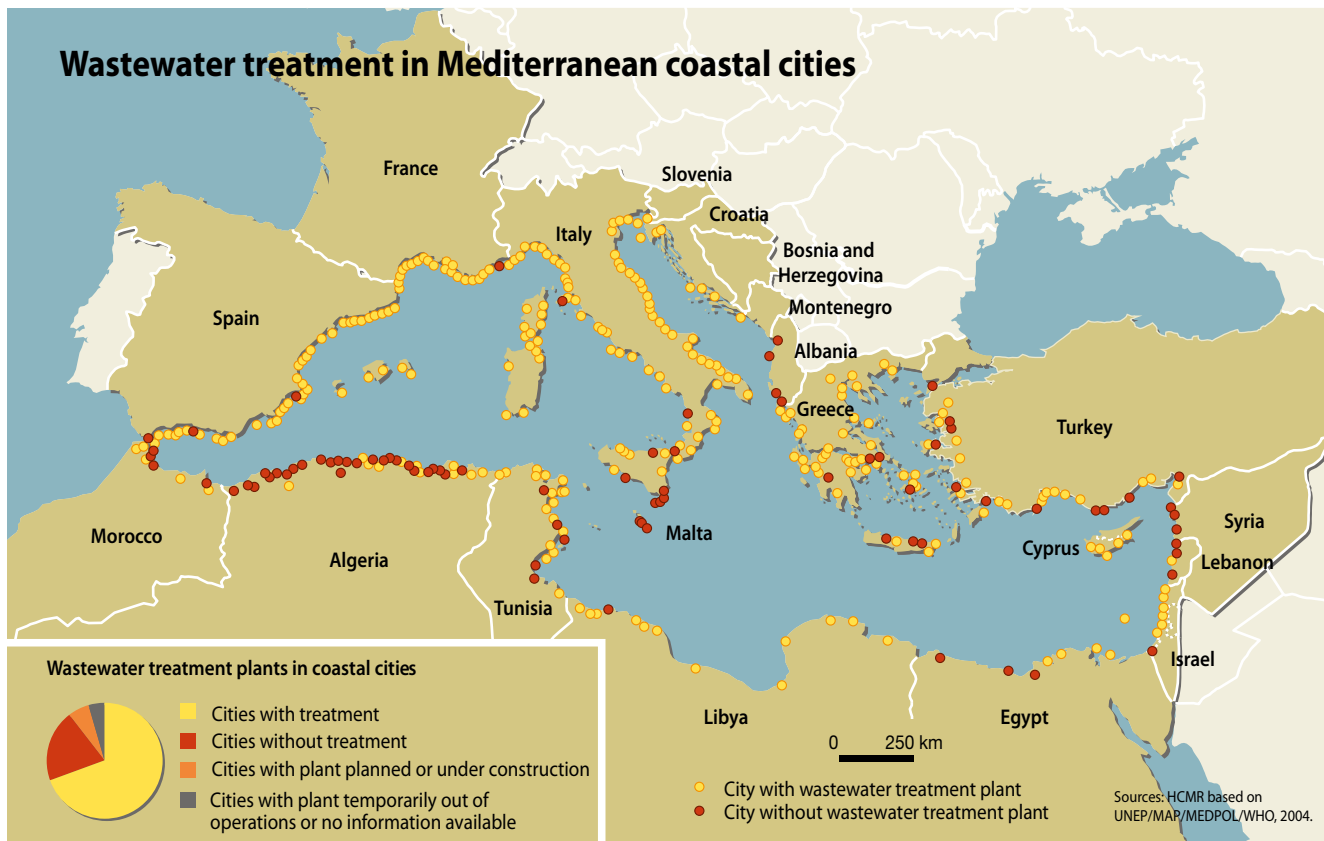 Wastewater treatment in Mediterranean coastal cities
France
Slovenia
Croatia
Italy
Bosnia and
Herzegovina
Montenegro
Spain
Albania
Greece
Turkey
Malta
Morocco
Algeria
Cyprus
Syria
Lebanon
Tunisia
Israel
Libya
Egypt
Wastewater treatment plants in coastal cities
Cities with treatment
Cities without treatment
Cities with plant planned or under construction
Cities with plant temporarily out of
operations or no information available
0 250 km
City with wastewater treatment plant
City without wastewater treatment plant
Sources: HCMR based on
UNEP/MAP/MEDPOL/WHO, 2004.